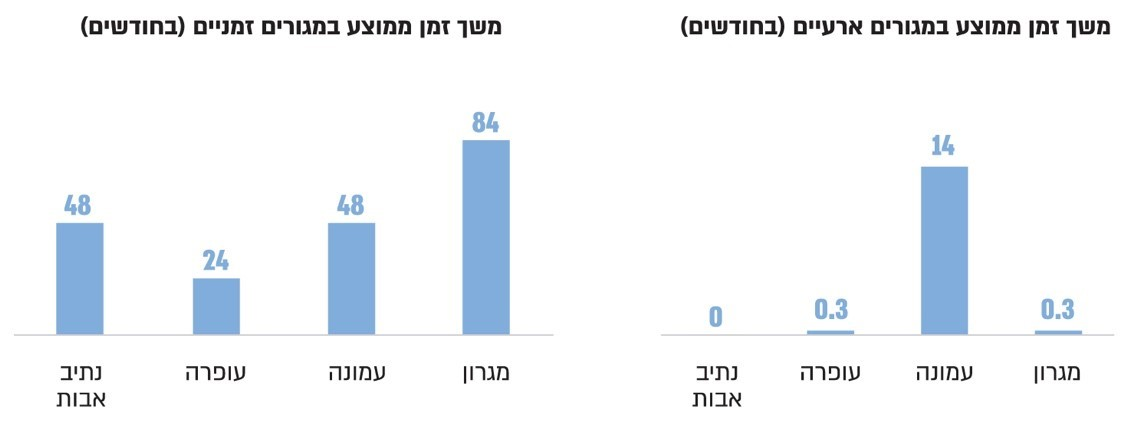 משך זמן ממוצע במגורים ארעיים (בחודשים)
14
0.3
0.3
0
מגרון
עמונה
עופרה
נתיב
אבות
משך זמן ממוצע במגורים זמניים (בחודשים)
84
48
24
48
מגרון
עמונה
עופרה
נתיב
אבות